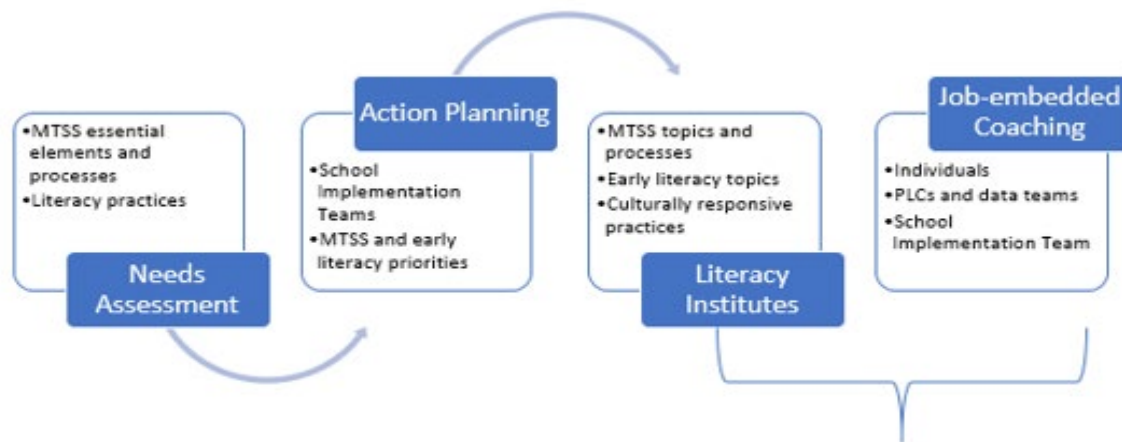 •MTSS essential
elements and
processes
•Literacy practices
Needs
Assessment
Action Planning
•School
Implementation
Teams
•MTSS and early
literacy priorities
•MTSS topics and
processes
•Early literacy topics
•Culturally responsive
practices
Literacy
Institutes
Job-embedded
Coaching
•Individuals
•PLCs and data teams
•School
Implementation Team